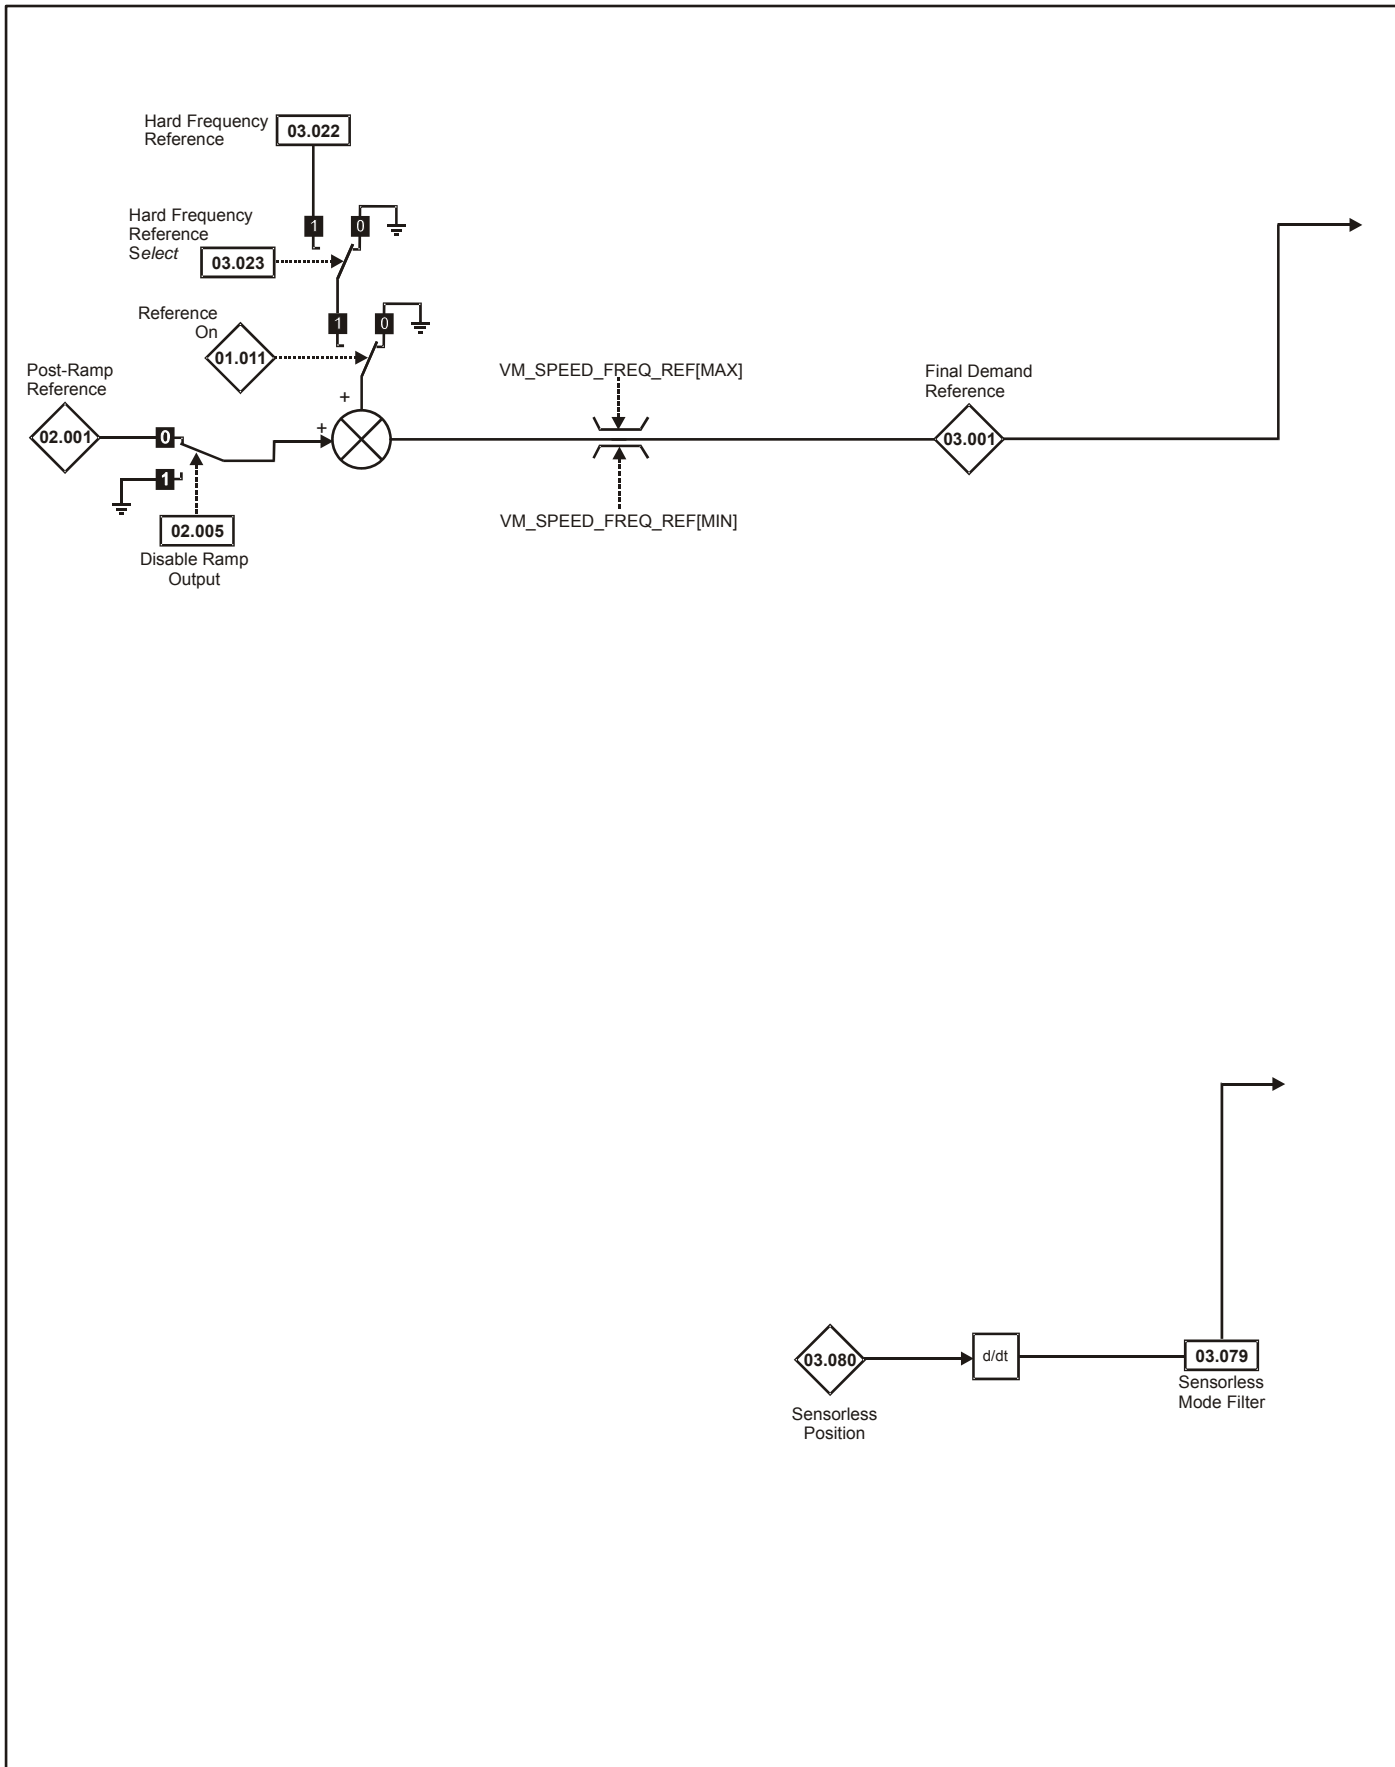 Hard Frequency
Reference
03.022
1
0
Hard Frequency
Reference
Select
03.023
Reference
On
01.011
1
0
Post-Ramp
Reference
02.001
+
+
0
1
02.005
Disable Ramp
Output
VM_SPEED_FREQ_REF[MAX]
VM_SPEED_FREQ_REF[MIN]
Final Demand
Reference
03.001
03.080
Sensorless
Position
d/dt
03.079
Sensorless
Mode Filter